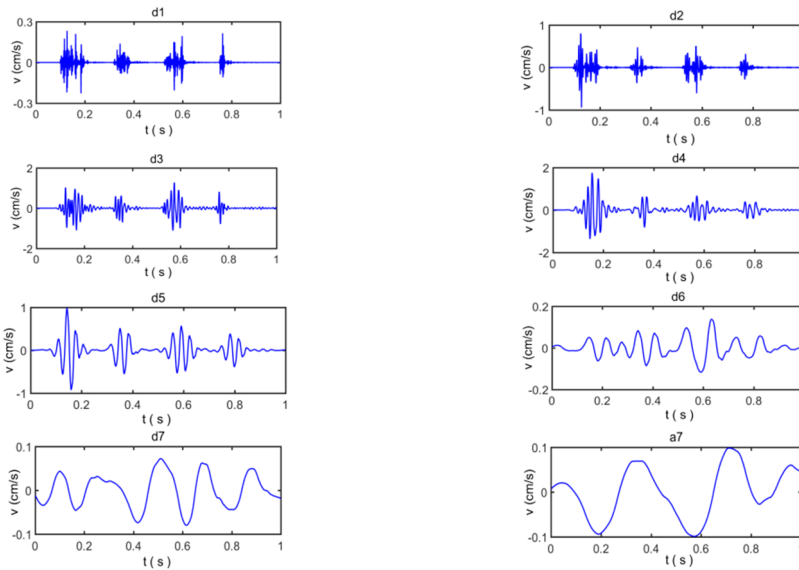 d1
0.3
0
-0.3
v (cm/s)
0 0.2 0.4 0.6 0.8 1
t ( s )
d2
1
0
-1
v (cm/s)
0 0.2 0.4 0.6 0.8
t ( s )
d3
2
0
-2
v (cm/s)
0 0.2 0.4 0.6 0.8 1
t ( s )
d4
2
0
-2
v (cm/s)
0 0.2 0.4 0.6 0.8
t ( s )
d5
1
0
-1
v (cm/s)
0 0.2 0.4 0.6 0.8 1
t ( s )
d6
0.2
0
-0.2
v (cm/s)
0 0.2 0.4 0.6 0.8
t ( s )
d7
0.1
0
-0.1
v (cm/s)
0 0.2 0.4 0.6 0.8 1
t ( s )
a7
0.1
0
-0.1
v (cm/s)
0 0.2 0.4 0.6 0.8
t ( s )